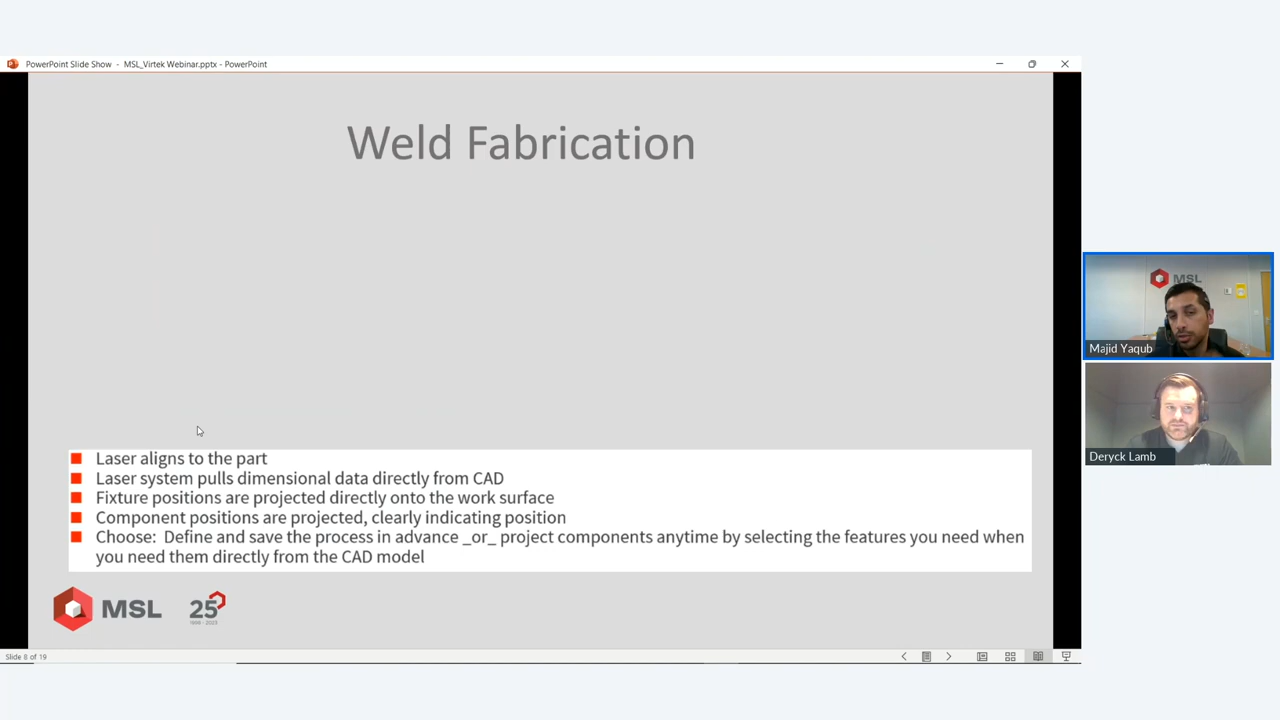 PowerPoint Slide Show - MSL_Virtek Webinar.pptx - PowerPoint
Weld Fabrication
MSL
Majid Yaqub
Deryck Lamb
Laser aligns to the part
Laser system pulls dimensional data directly from CAD
Fixture positions are projected directly onto the work surface
Component positions are projected, clearly indicating position
Choose: Define and save the process in advance _or_ project components anytime by selecting the features you need when
you need them directly from the CAD model
MSL
25
1998 - 2023
Slide 8 of 19